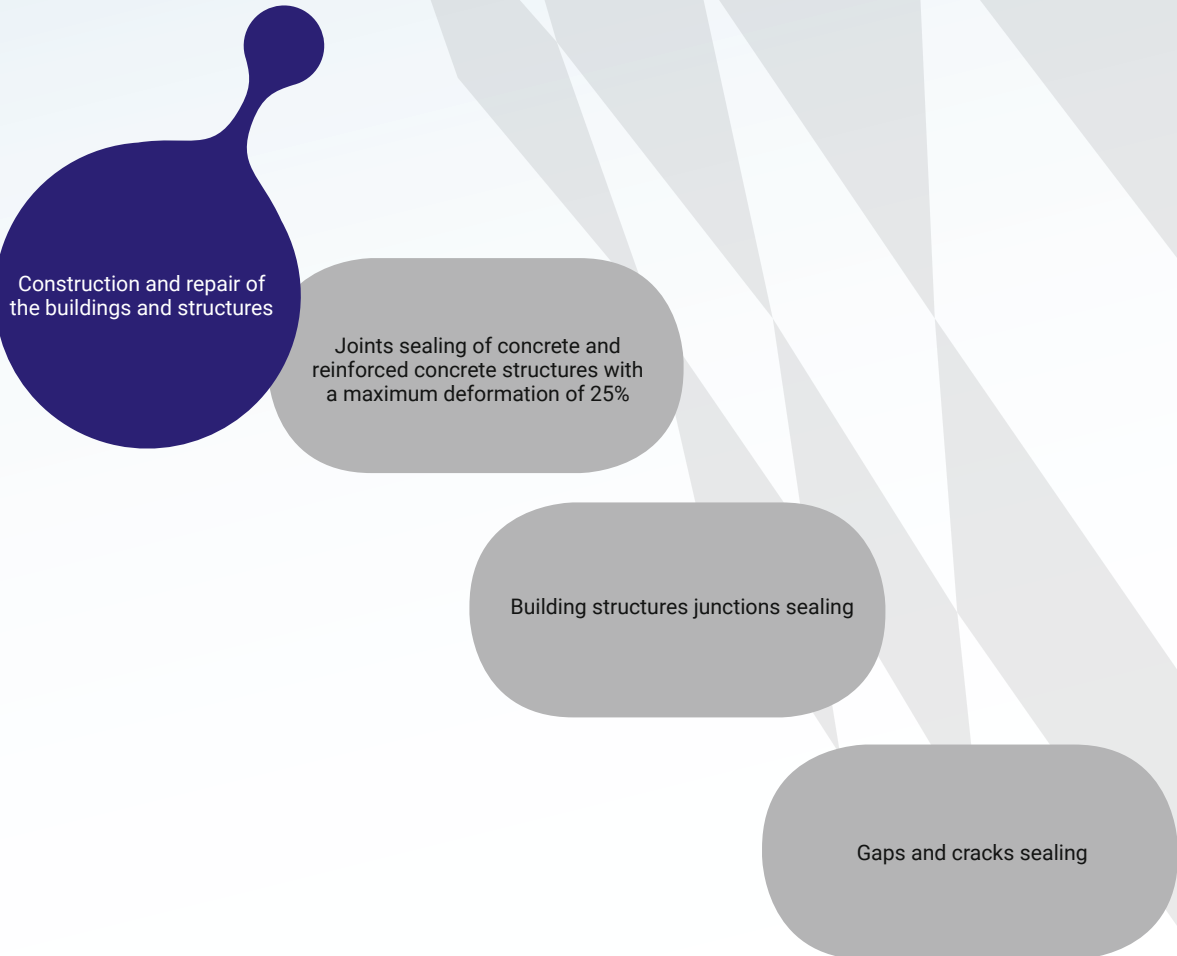 Construction and repair of
the buildings and structures
Joints sealing of concrete and
reinforced concrete structures with
a maximum deformation of 25%
Building structures junctions sealing
Gaps and cracks sealing